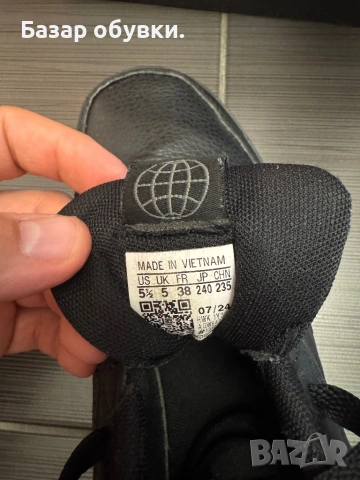 Базар обувки.
MADE IN VIETNAM
US UK FR JP CHN
5½ 5 38 240 235
07/24
BAZAR